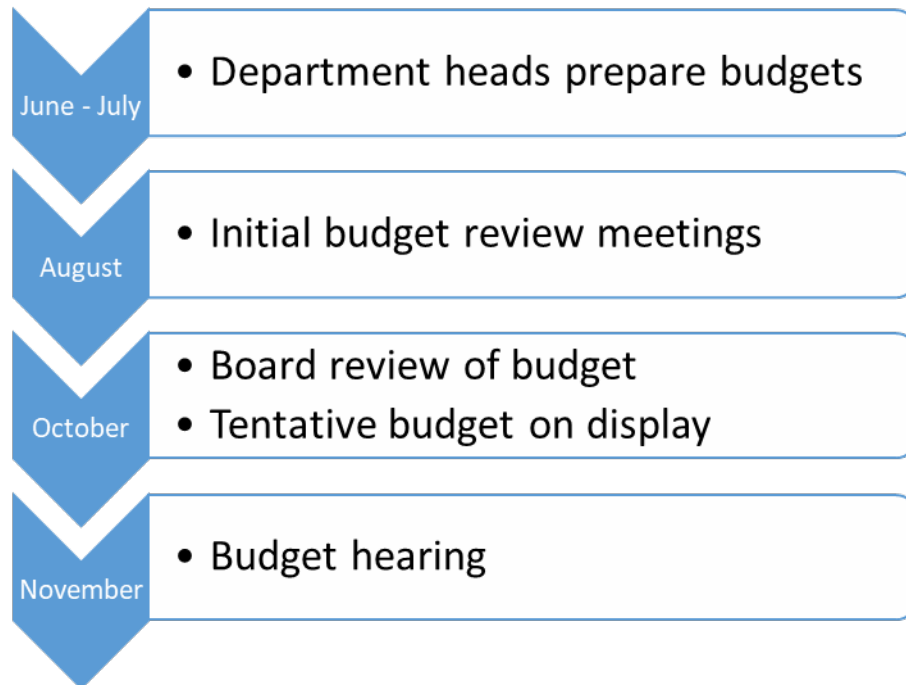 June - July
• Department heads prepare budgets
August
• Initial budget review meetings
October
• Board review of budget
• Tentative budget on display
November
• Budget hearing